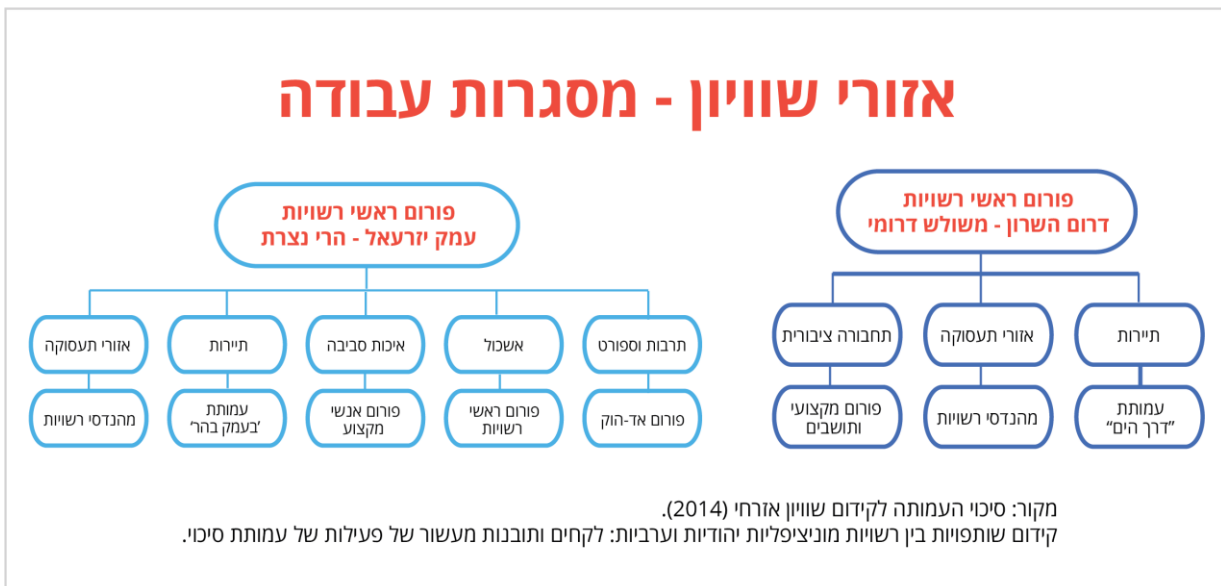 אזורי שוויון - מסגרות עבודה
פורום ראשי רשויות
דרום השרון - משולש דרומי
תיירות
אזורי תעסוקה
תחבורה ציבורית
עמותת
"דרך הים"
מהנדסי רשויות
פורום מקצועי
ותושבים
פורום ראשי רשויות
עמק יזרעאל - הרי נצרת
תרבות וספורט
אשכול
איכות סביבה
תיירות
אזורי תעסוקה
פורום אד-הוק
פורום ראשי
רשויות
פורום אנשי
מקצוע
עמותת
'בעמק בהר'
מהנדסי רשויות
מקור: סיכוי העמותה לקידום שוויון אזרחי (2014).
קידום שותפויות בין רשויות מוניציפליות יהודיות וערביות: לקחים ותובנות מעשור של פעילות של עמותת סיכוי.